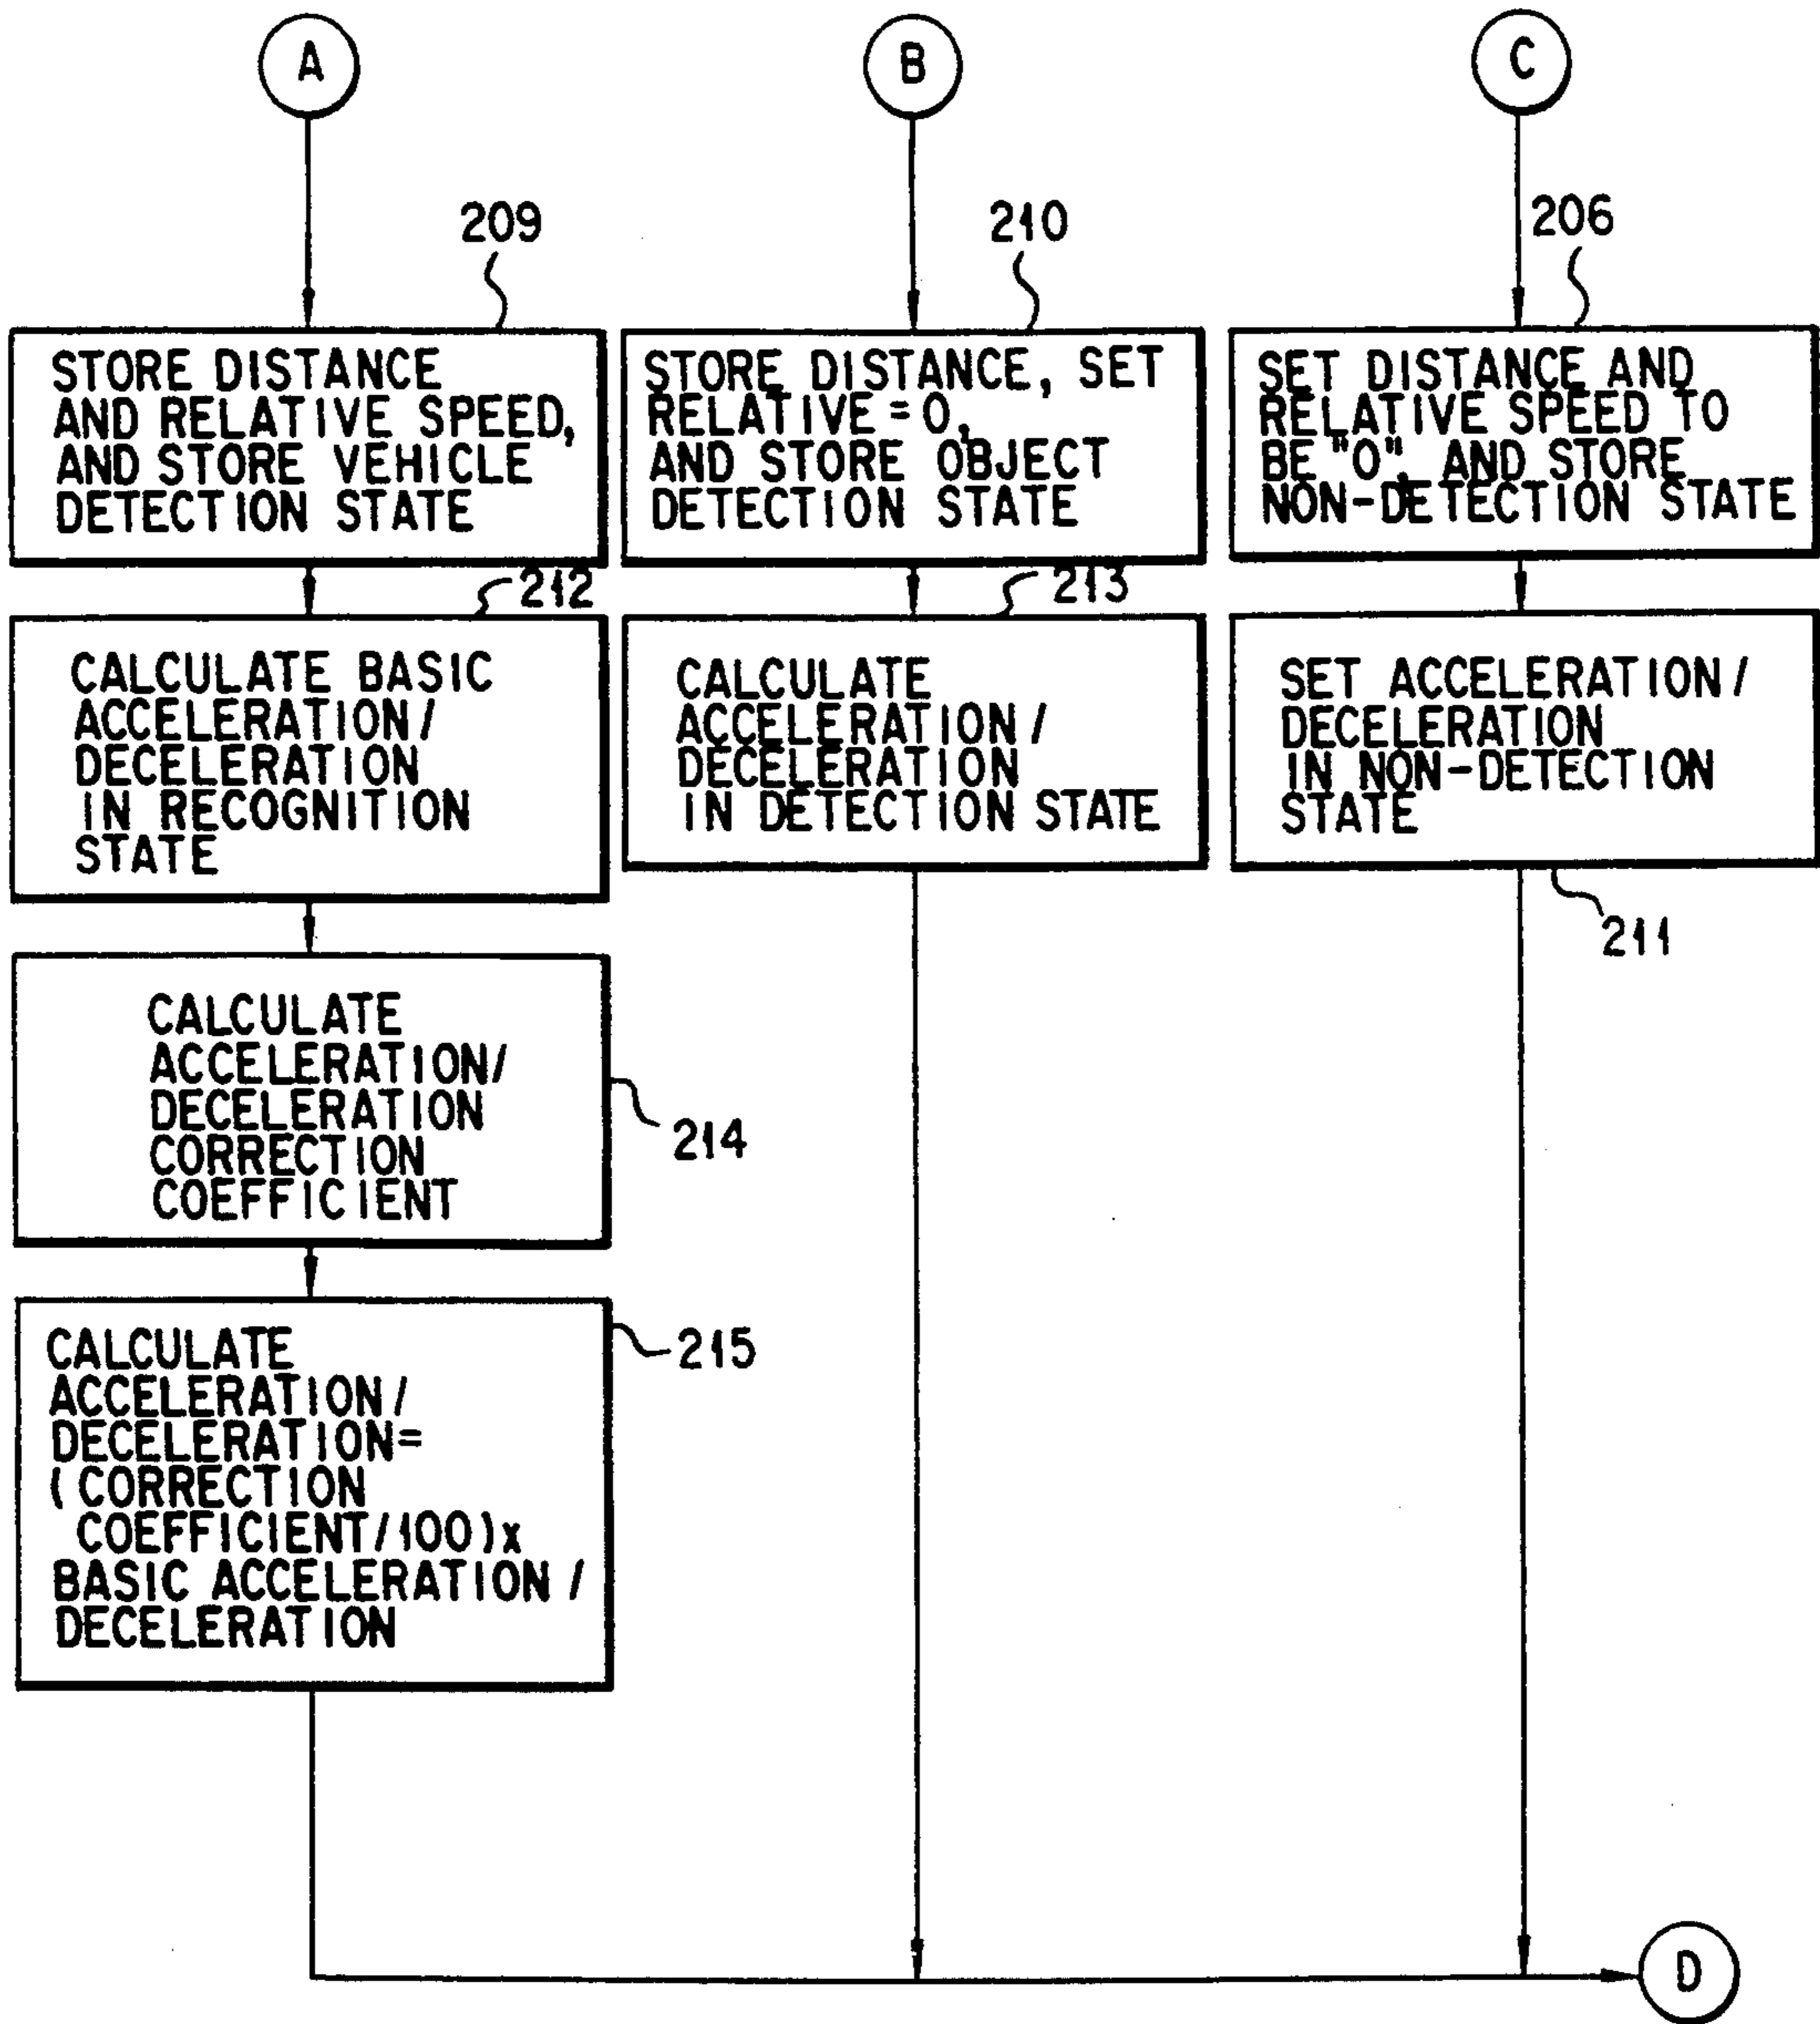 A
B
C
209
210
206
STORE DISTANCE
AND RELATIVE SPEED,
AND STORE VEHICLE
DETECTION STATE
STORE DISTANCE, SET
RELATIVE = 0,
AND STORE OBJECT
DETECTION STATE
SET DISTANCE AND
RELATIVE SPEED TO
BE "0", AND STORE
NON-DETECTION STATE
212
213
CALCULATE BASIC
ACCELERATION/
DECELERATION
IN RECOGNITION
STATE
CALCULATE
ACCELERATION/
DECELERATION
IN DETECTION STATE
SET ACCELERATION/
DECELERATION
IN NON-DETECTION
STATE
211
CALCULATE
ACCELERATION/
DECELERATION
CORRECTION
COEFFICIENT
214
CALCULATE
ACCELERATION/
DECELERATION=
(CORRECTION
COEFFICIENT/100)x
BASIC ACCELERATION/
DECELERATION
215
D